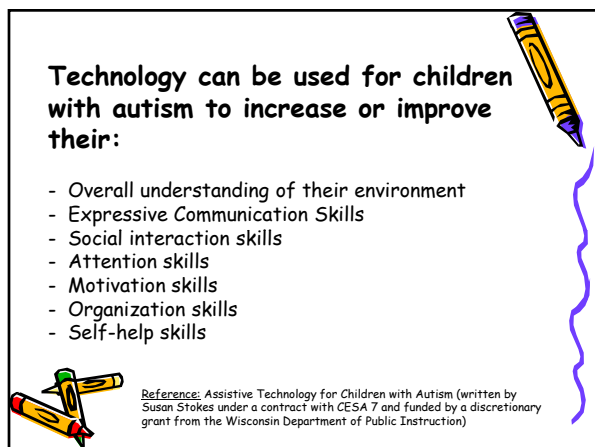 Technology can be used for children
with autism to increase or improve
their:
- Overall understanding of their environment
- Expressive Communication Skills
- Social interaction skills
- Attention skills
- Motivation skills
- Organization skills
- Self-help skills
Reference: Assistive Technology for Children with Autism (written by
Susan Stokes under a contract with CESA 7 and funded by a discretionary
grant from the Wisconsin Department of Public Instruction)